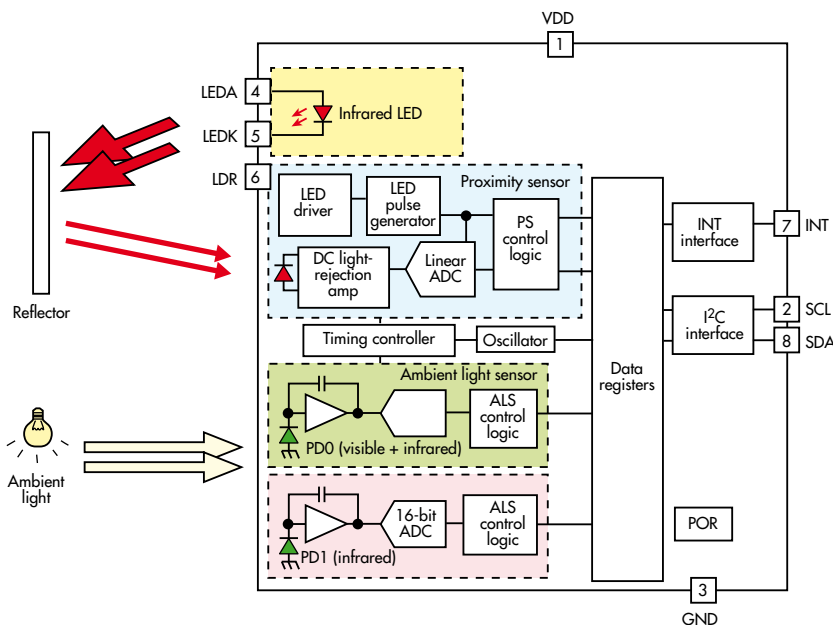 VDD
1
LEDA
4
Infrared LED
LEDK
5
LDR
6
Proximity sensor
LED
driver
LED
pulse
generator
PS
control
logic
INT
interface
7
INT
DC light-
rejection
amp
Linear
ADC
Reflector
I²C
interface
2
SCL
8
SDA
Timing controller
Oscillator
Data
registers
Ambient light sensor
ALS
control
logic
PD0 (visible + infrared)
Ambient
light
16-bit
ADC
ALS
control
logic
PD1 (infrared)
POR
3
GND